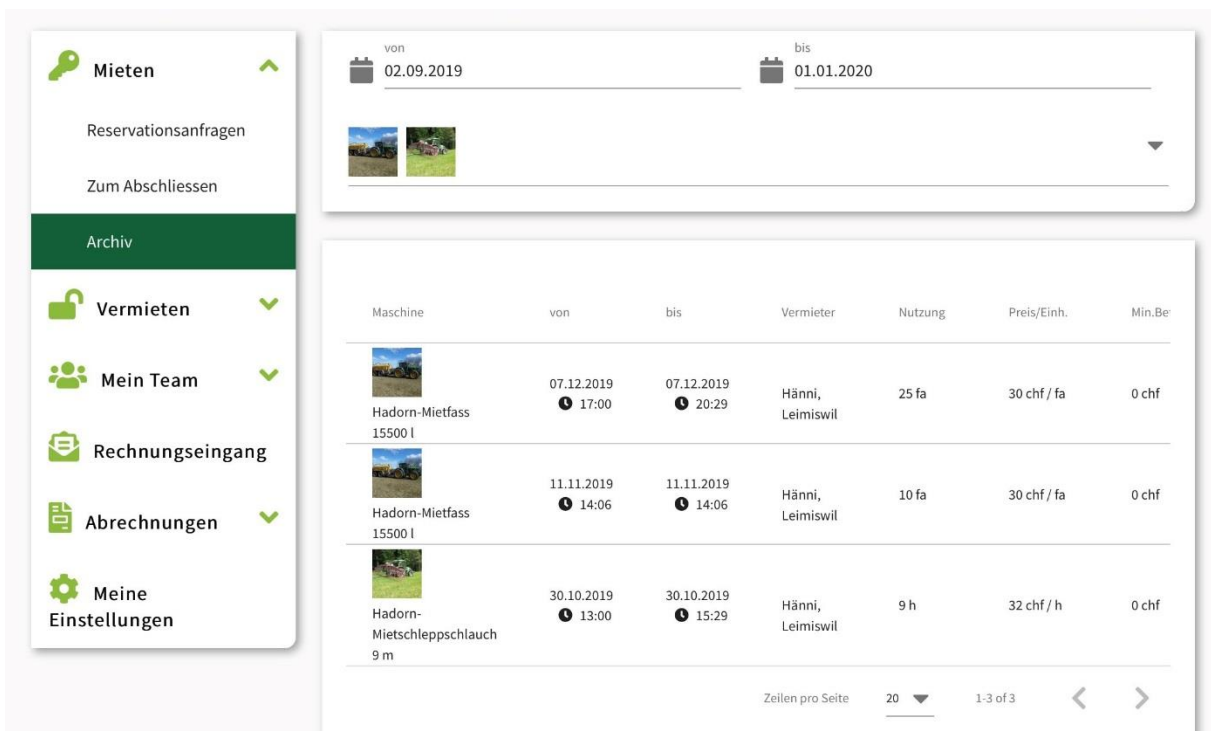 Mieten
Reservationsanfragen
Zum Abschliessen
Archiv
Vermieten
Mein Team
Rechnungseingang
Abrechnungen
Meine
Einstellungen
von
02.09.2019
bis
01.01.2020
Maschine von bis Vermieter Nutzung Preis/Einh. Min.Be
Hadorn-Mietfass
15500 l
07.12.2019
17:00
07.12.2019
20:29
Hänni,
Leimiswil
25 fa
30 chf / fa
0 chf
Hadorn-Mietfass
15500 l
11.11.2019
14:06
11.11.2019
14:06
Hänni,
Leimiswil
10 fa
30 chf / fa
0 chf
Hadorn-
Mietschleppschlauch
9 m
30.10.2019
13:00
30.10.2019
15:29
Hänni,
Leimiswil
9 h
32 chf / h
0 chf
Zeilen pro Seite 20 1-3 of 3